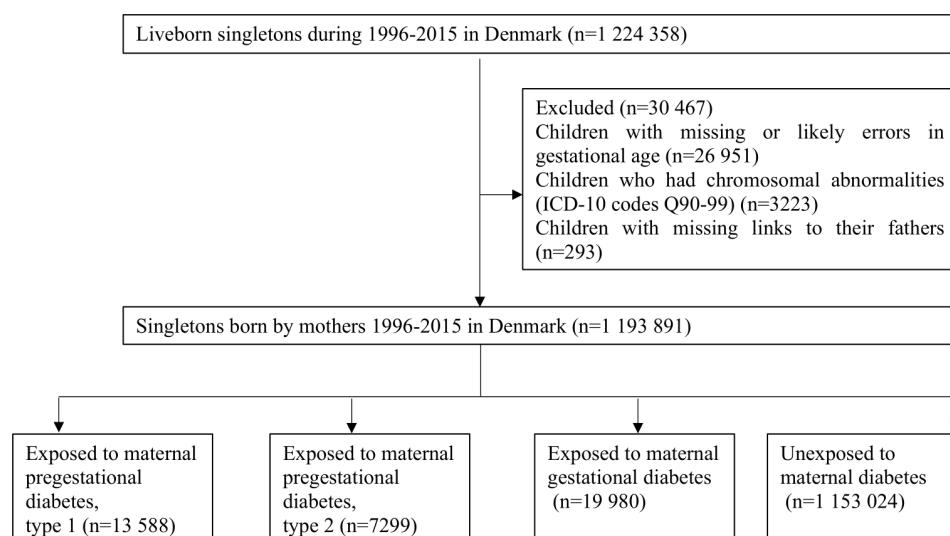 Liveborn singletons during 1996-2015 in Denmark (n=1 224 358)
Excluded (n=30 467)
Children with missing or likely errors in
gestational age (n=26 951)
Children who had chromosomal abnormalities
(ICD-10 codes Q90-99) (n=3223)
Children with missing links to their fathers
(n=293)
Singletons born by mothers 1996-2015 in Denmark (n=1 193 891)
Exposed to maternal
pregestational
diabetes,
type 1 (n=13 588)
Exposed to maternal
pregestational
diabetes,
type 2 (n=7299)
Exposed to maternal
gestational diabetes
(n=19 980)
Unexposed to
maternal diabetes
(n=1 153 024)